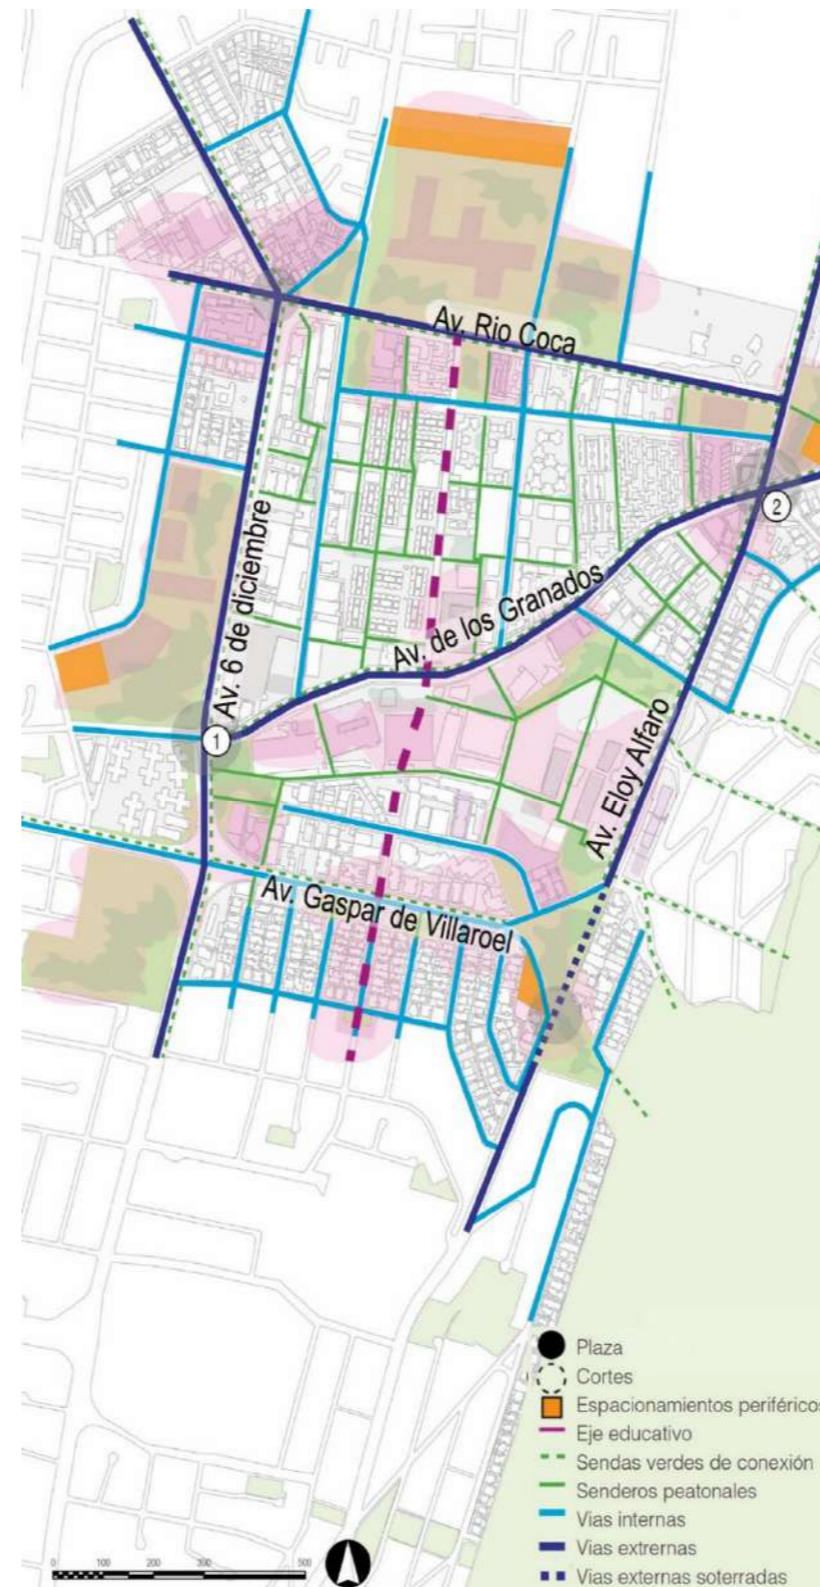 Av. Rio Coca
2
Av. 6 de diciembre
Av. de los Granados
1
Av. Eloy Alfaro
Av. Gaspar de Villaroel
Plaza
Cortes
Espacionamientos periféricos
Eje educativo
Sendas verdes de conexión
Senderos peatonales
Vias internas
Vias extrernas
Vias externas soterradas
0 100 200 300 500